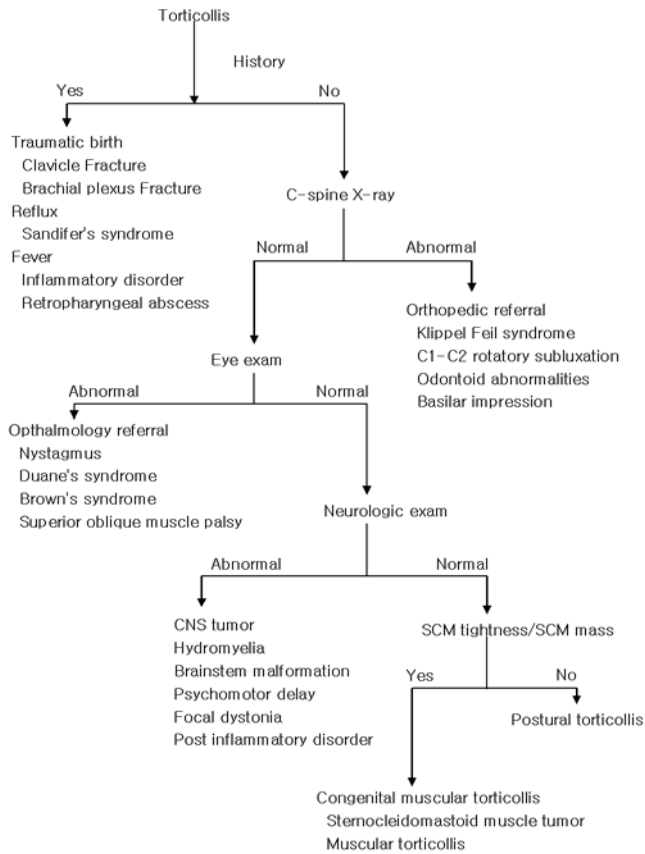 Torticollis
History
Yes
No
Traumatic birth
Clavicle Fracture
Brachial plexus Fracture
Reflux
Sandifer's syndrome
Fever
Inflammatory disorder
Retropharyngeal abscess
C-spine X-ray
Normal
Abnormal
Orthopedic referral
Klippel Feil syndrome
C1-C2 rotatory subluxation
Odontoid abnormalities
Basilar impression
Eye exam
Abnormal
Normal
Opthalmology referral
Nystagmus
Duane's syndrome
Brown's syndrome
Superior oblique muscle palsy
Neurologic exam
Abnormal
Normal
CNS tumor
Hydromyelia
Brainstem malformation
Psychomotor delay
Focal dystonia
Post inflammatory disorder
SCM tightness/SCM mass
Yes
No
Postural torticollis
Congenital muscular torticollis
Sternocleidomastoid muscle tumor
Muscular torticollis